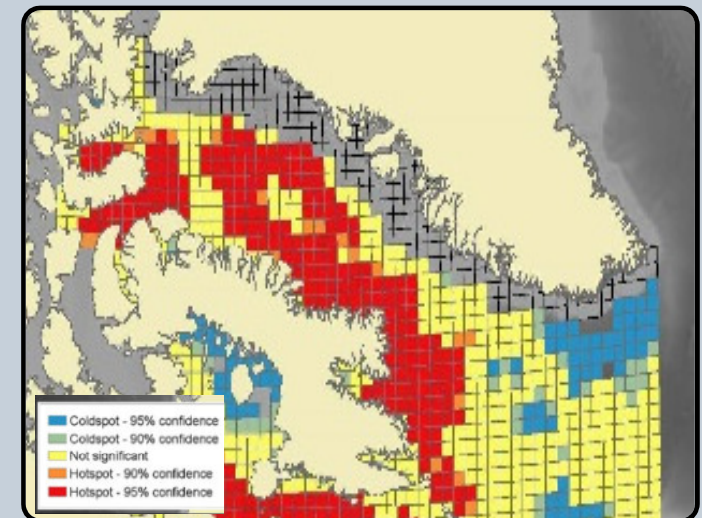 Coldspot - 95% confidence
Coldspot - 90% confidence
Not significant
Hotspot - 90% confidence
Hotspot - 95% confidence